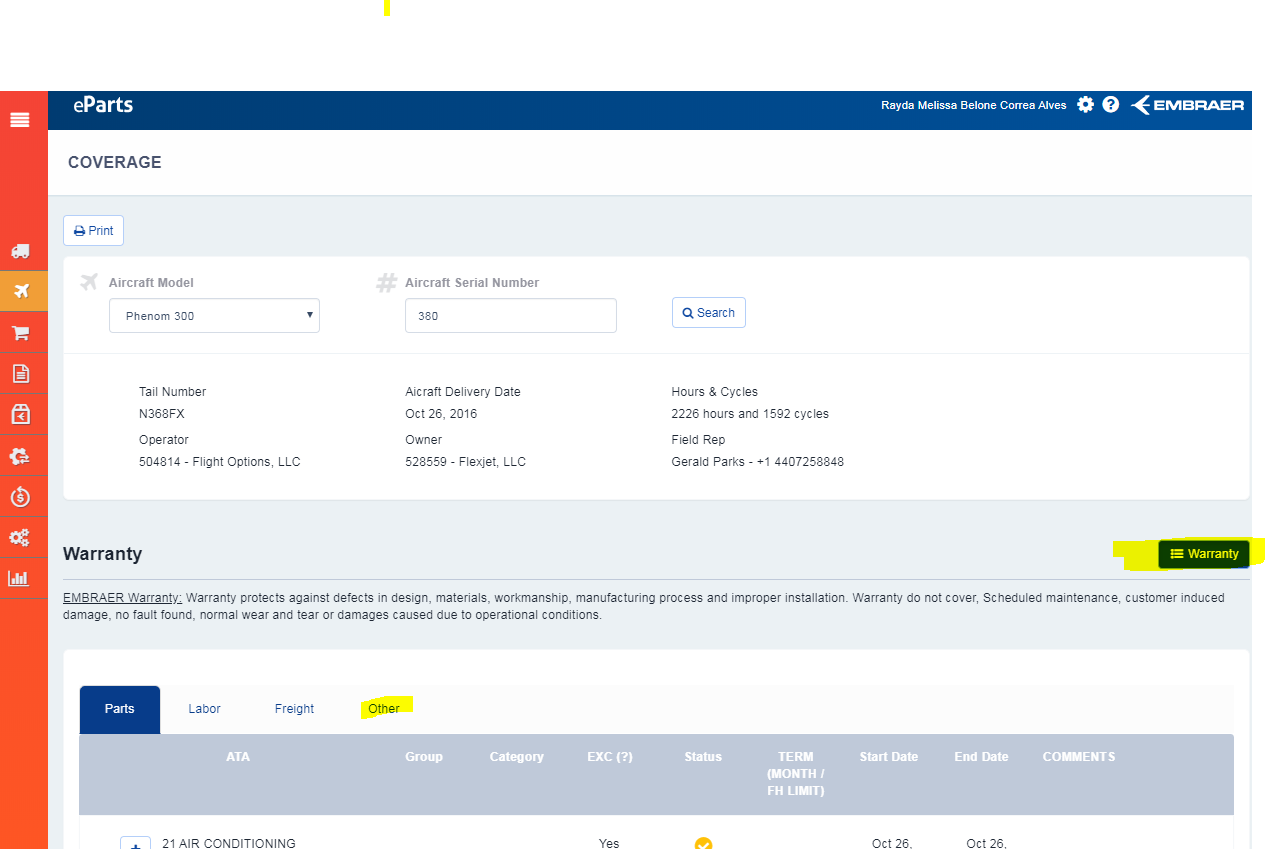 eParts
Rayda Melissa Belone Correa Alves
EMBRAER
COVERAGE
Print
Aircraft Model
Aircraft Serial Number
Phenom 300
380
Search
Tail Number
Aicraft Delivery Date
Hours & Cycles
N368FX
Oct 26, 2016
2226 hours and 1592 cycles
Operator
Owner
Field Rep
504814 - Flight Options, LLC
528559 - Flexjet, LLC
Gerald Parks - +1 4407258848
Warranty
Warranty
EMBRAER Warranty: Warranty protects against defects in design, materials, workmanship, manufacturing process and improper installation. Warranty do not cover, Scheduled maintenance, customer induced
damage, no fault found, normal wear and tear or damages caused due to operational conditions.
Parts
Labor
Freight
Other
ATA
Group
Category
EXC (?)
Status
TERM
(MONTH /
FH LIMIT)
Start Date
End Date
COMMENTS
21 AIR CONDITIONING
Yes
Oct 26,
Oct 26,